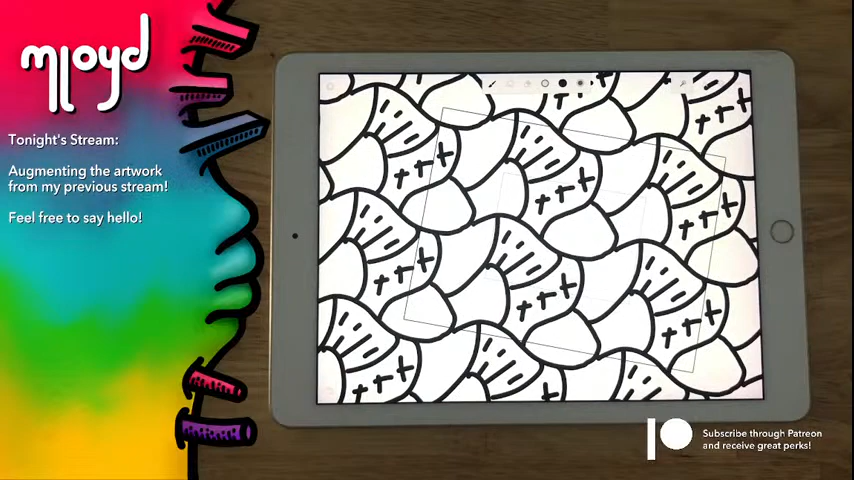 mloyd
Tonight's Stream:
Augmenting the artwork
from my previous stream!
Feel free to say hello!
Subscribe through Patreon
and receive great perks!